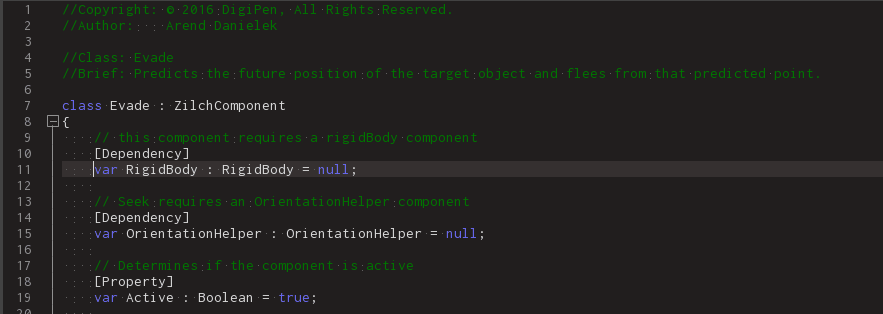 1 //Copyright: © 2016 DigiPen, All Rights Reserved.
2 //Author: Arend Danielek
3
4 //Class: Evade
5 //Brief: Predicts the future position of the target object and flees from that predicted point.
6
7 class Evade : ZilchComponent
8 {
9 // this component requires a rigidBody component
10 [Dependency]
11 var RigidBody : RigidBody = null;
12
13 // Seek requires an OrientationHelper component
14 [Dependency]
15 var OrientationHelper : OrientationHelper = null;
16
17 // Determines if the component is active
18 [Property]
19 var Active : Boolean = true;
20